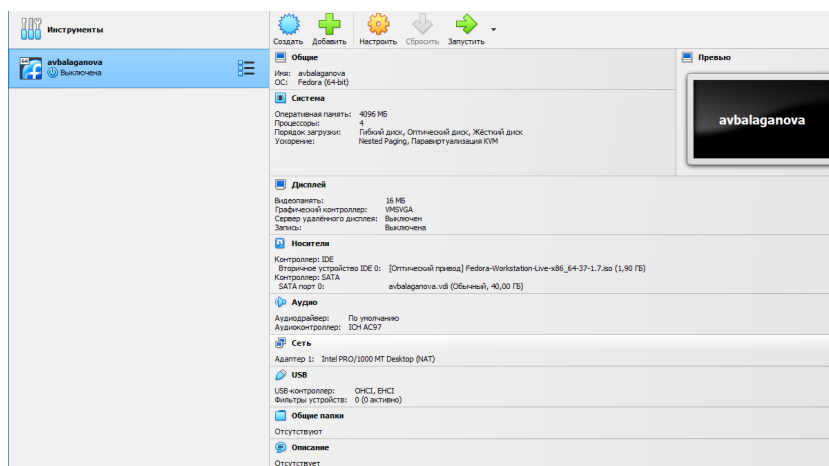 Инструменты
Создать Добавить Настроить Сбросить Запустить
64
avbalaganova
Выключена
Общие
Имя: avbalaganova
ОС: Fedora (64-bit)
Превью
avbalaganova
Система
Оперативная память: 4096 МБ
Процессоры: 4
Порядок загрузки: Гибкий диск, Оптический диск, Жёсткий диск
Ускорение: Nested Paging, Паравиртуализация KVM
Дисплей
Видеопамять: 16 МБ
Графический контроллер: VMSVGA
Сервер удалённого дисплея: Выключен
Запись: Выключена
Носители
Контроллер: IDE
Вторичное устройство IDE 0: [Оптический привод] Fedora-Workstation-Live-x86_64-37-1.7.iso (1,90 ГБ)
Контроллер: SATA
SATA порт 0: avbalaganova.vdi (Обычный, 40,00 ГБ)
Аудио
Аудиодрайвер: По умолчанию
Аудиоконтроллер: ICH AC97
Сеть
Адаптер 1: Intel PRO/1000 MT Desktop (NAT)
USB
USB-контроллер: OHCI, EHCI
Фильтры устройств: 0 (0 активно)
Общие папки
Отсутствуют
Описание
Отсутствует